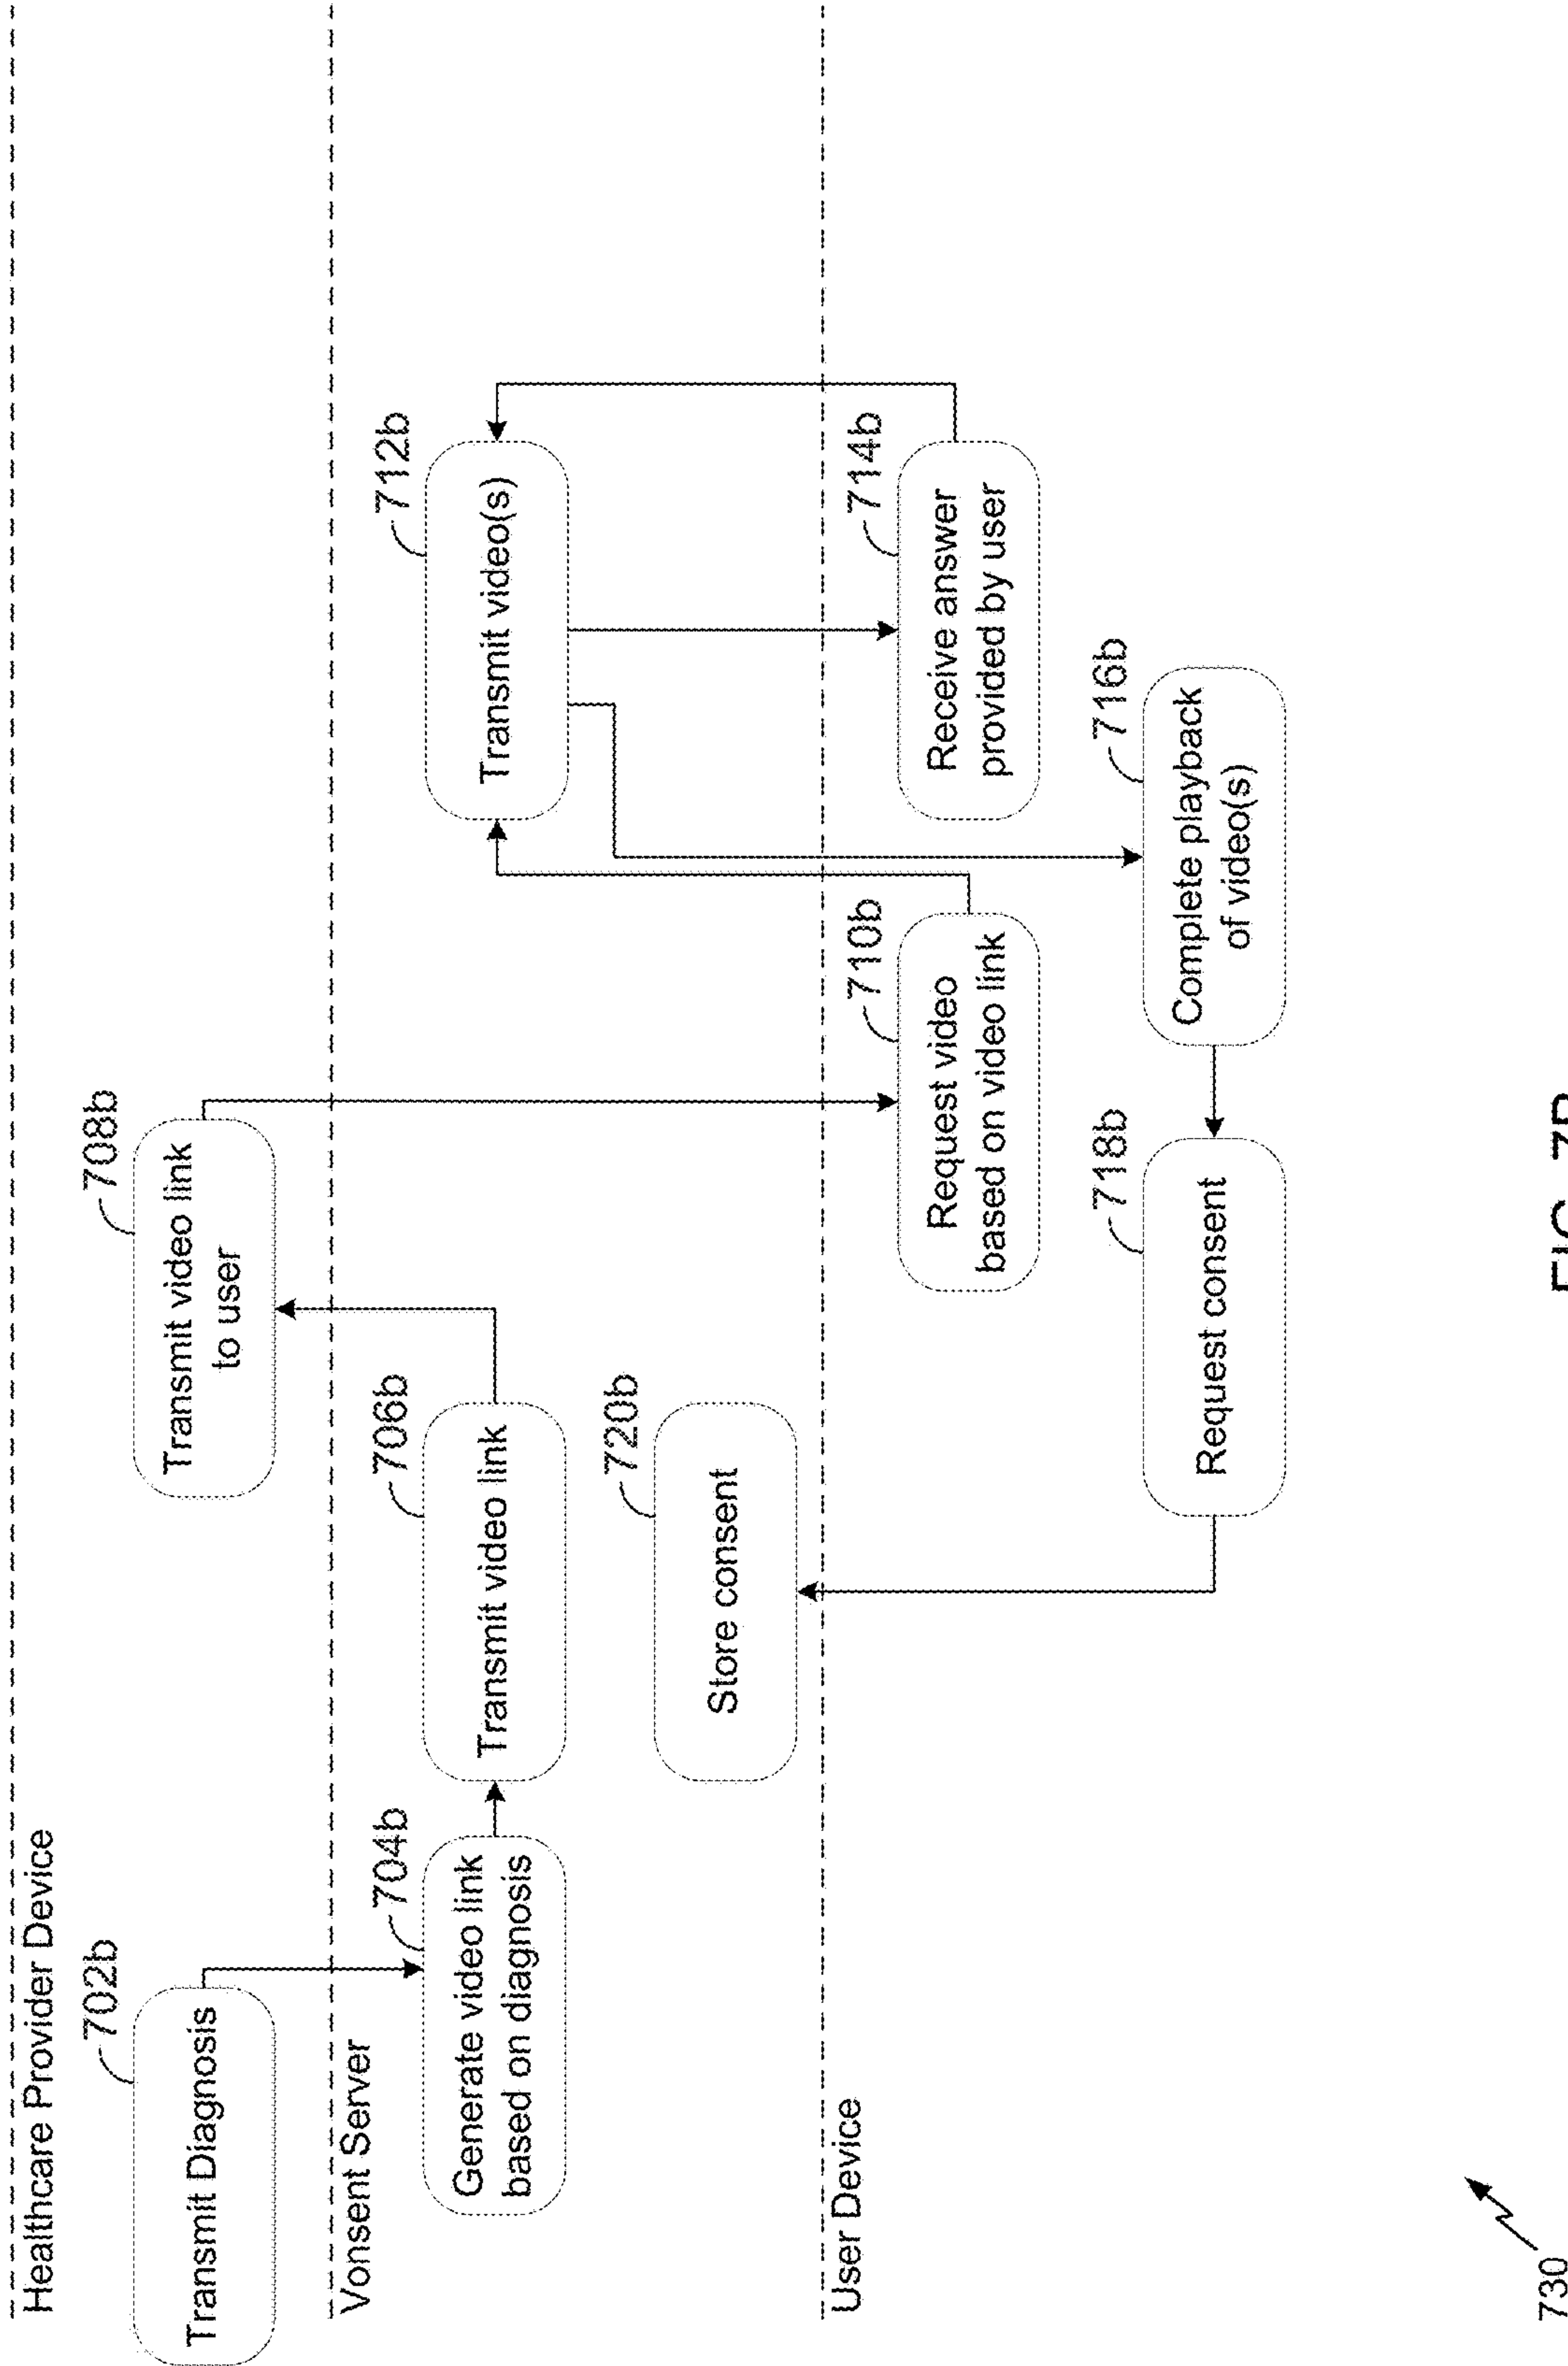 Healthcare Provider Device
702b
Transmit Diagnosis
708b
Transmit video link
to user
Vonsent Server
704b
Generate video link
based on diagnosis
706b
Transmit video link
712b
Transmit video(s)
720b
Store consent
User Device
710b
Request video
based on video link
714b
Receive answer
provided by user
718b
Request consent
716b
Complete playback
of video(s)
730